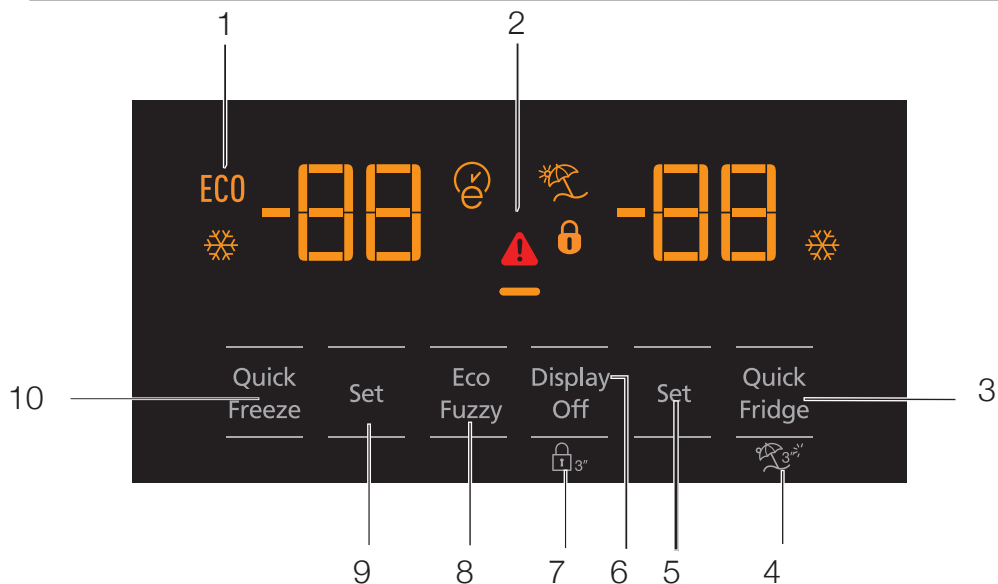 1
2
ECO
-88
e
-88
Quick
Freeze
Set
Eco
Fuzzy
Display
Off
Set
Quick
Fridge
3"
3"
10
3
9
8
7
6
5
4